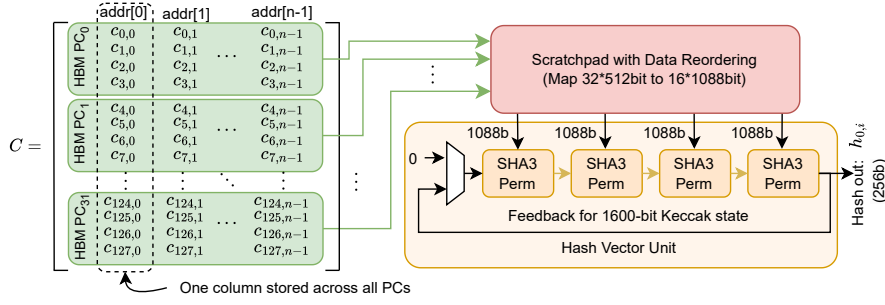 addr[0] addr[1] addr[n-1]
C =
HBM PC0
c0,0 c0,1 ⋯ c0,n−1
c1,0 c1,1 c1,n−1
c2,0 c2,1 c2,n−1
c3,0 c3,1 c3,n−1
HBM PC1
c4,0 c4,1 c4,n−1
c5,0 c5,1 ⋯ c5,n−1
c6,0 c6,1 c6,n−1
c7,0 c7,1 c7,n−1
⋮ ⋱ ⋱ ⋮ ⋮
HBM PC31
c124,0 c124,1 c124,n−1
c125,0 c125,1 ⋯ c125,n−1
c126,0 c126,1 c126,n−1
c127,0 c127,1 c127,n−1
One column stored across all PCs
⋮
Scratchpad with Data Reordering
(Map 32*512bit to 16*1088bit)
1088b 1088b 1088b 1088b
0
SHA3
Perm
SHA3
Perm
SHA3
Perm
SHA3
Perm
Feedback for 1600-bit Keccak state
Hash Vector Unit
Hash out: h0,i
(256b)